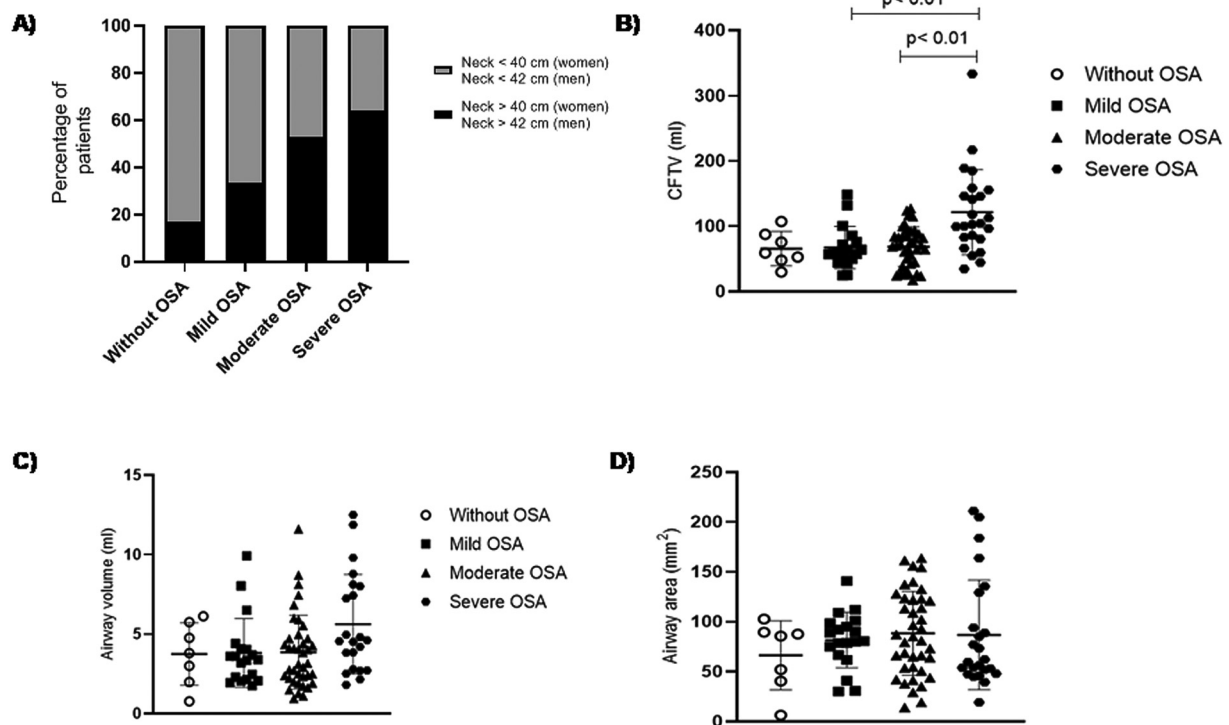 A)
100
80
60
40
20
0
Percentage of
patients
Without OSA
Mild OSA
Moderate OSA
Severe OSA
Neck < 40 cm (women)
Neck < 42 cm (men)
Neck > 40 cm (women)
Neck > 42 cm (men)
B)
p< 0.01
p< 0.01
400
300
200
100
0
CFTV (ml)
Without OSA
Mild OSA
Moderate OSA
Severe OSA
C)
15
10
5
0
Airway volume (ml)
Without OSA
Mild OSA
Moderate OSA
Severe OSA
D)
250
200
150
100
50
0
Airway area (mm²)